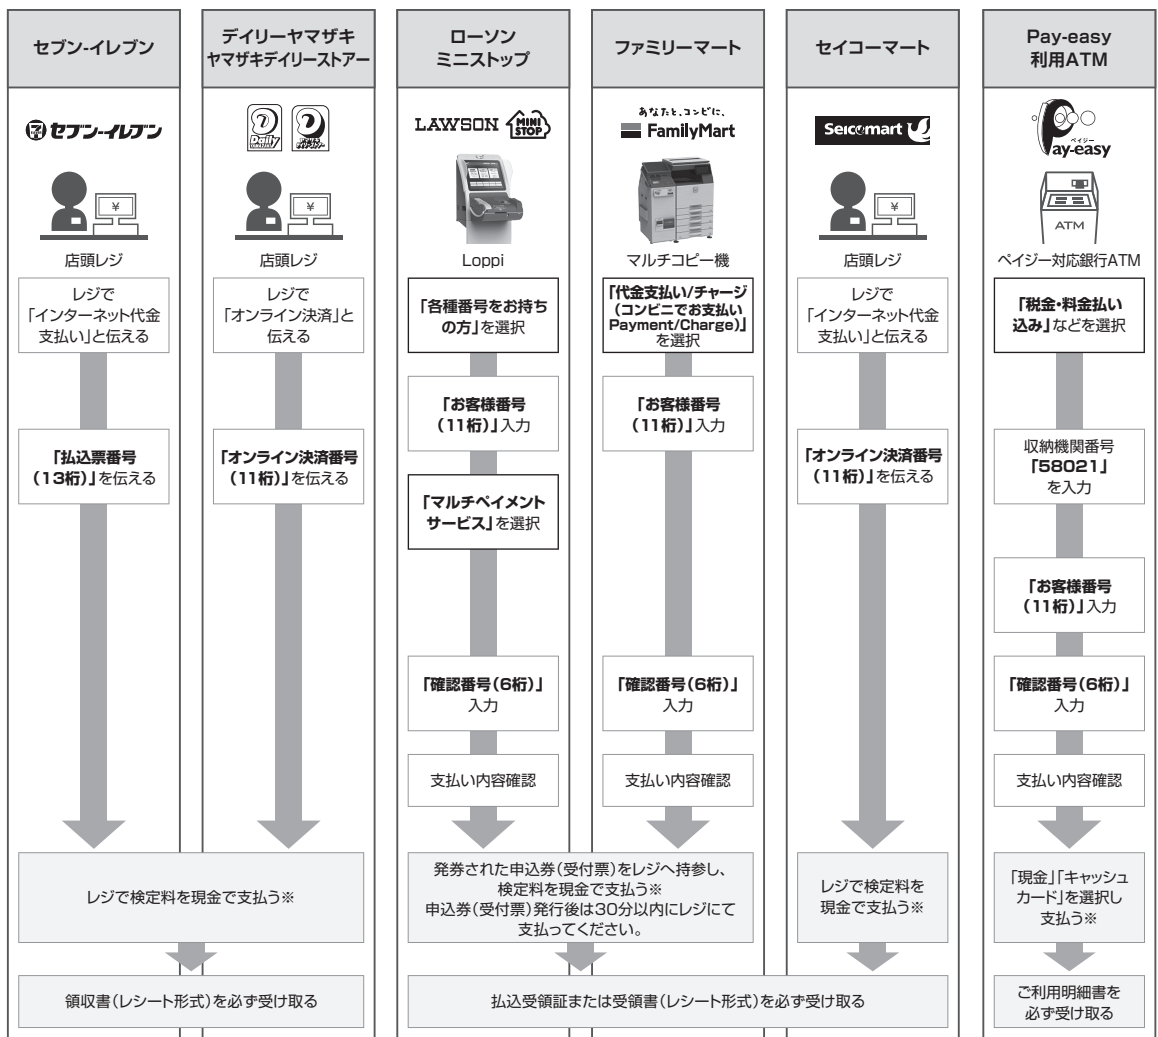 セブン-イレブン
セブン-イレブン
店頭レジ
レジで
「インターネット代金
支払い」と伝える
「払込票番号
(13桁)」を伝える
デイリーヤマザキ
ヤマザキデイリーストアー
Daily
店頭レジ
レジで
「オンライン決済」と
伝える
「オンライン決済番号
(11桁)」を伝える
レジで検定料を現金で支払う※
領収書(レシート形式)を必ず受け取る
ローソン
ミニストップ
LAWSON
MINI
STOP
Loppi
「各種番号をお持ち
の方」を選択
「お客様番号
(11桁)」入力
「マルチペイメント
サービス」を選択
「確認番号(6桁)」
入力
支払い内容確認
ファミリーマート
あなたと、コンビに、
FamilyMart
マルチコピー機
「代金支払い/チャージ
(コンビニでお支払い
Payment/Charge)」
を選択
「お客様番号
(11桁)」入力
「確認番号(6桁)」
入力
支払い内容確認
発券された申込券(受付票)をレジへ持参し、
検定料を現金で支払う※
申込券(受付票)発行後は30分以内にレジにて
支払ってください。
セイコーマート
Seicomart
店頭レジ
レジで
「インターネット代金
支払い」と伝える
「オンライン決済番号
(11桁)」を伝える
レジで検定料を
現金で支払う※
払込受領証または受領書(レシート形式)を必ず受け取る
Pay-easy
利用ATM
ペイジー
Pay-easy
ATM
ペイジー対応銀行ATM
「税金・料金払い
込み」などを選択
収納機関番号
「58021」
を入力
「お客様番号
(11桁)」入力
「確認番号(6桁)」
入力
支払い内容確認
「現金」「キャッシュ
カード」を選択し
支払う※
ご利用明細書を
必ず受け取る